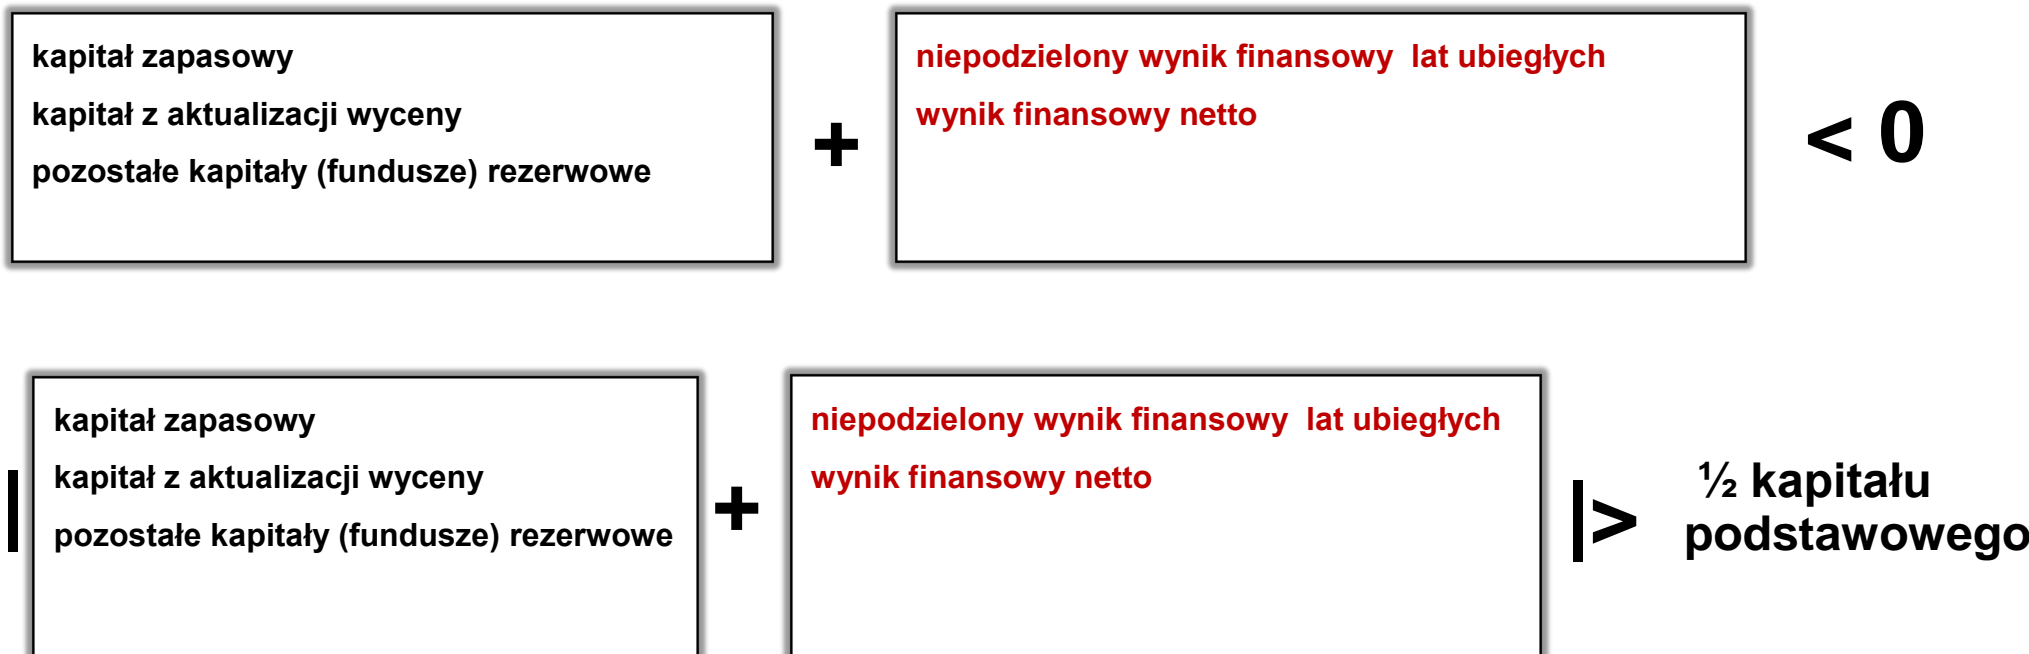 kapitał zapasowy
kapitał z aktualizacji wyceny
pozostałe kapitały (fundusze) rezerwowe
+
niepodzielony wynik finansowy  lat ubiegłych
wynik finansowy netto
< 0
|
kapitał zapasowy
kapitał z aktualizacji wyceny
pozostałe kapitały (fundusze) rezerwowe
+
niepodzielony wynik finansowy  lat ubiegłych
wynik finansowy netto
|>
½ kapitału
podstawowego